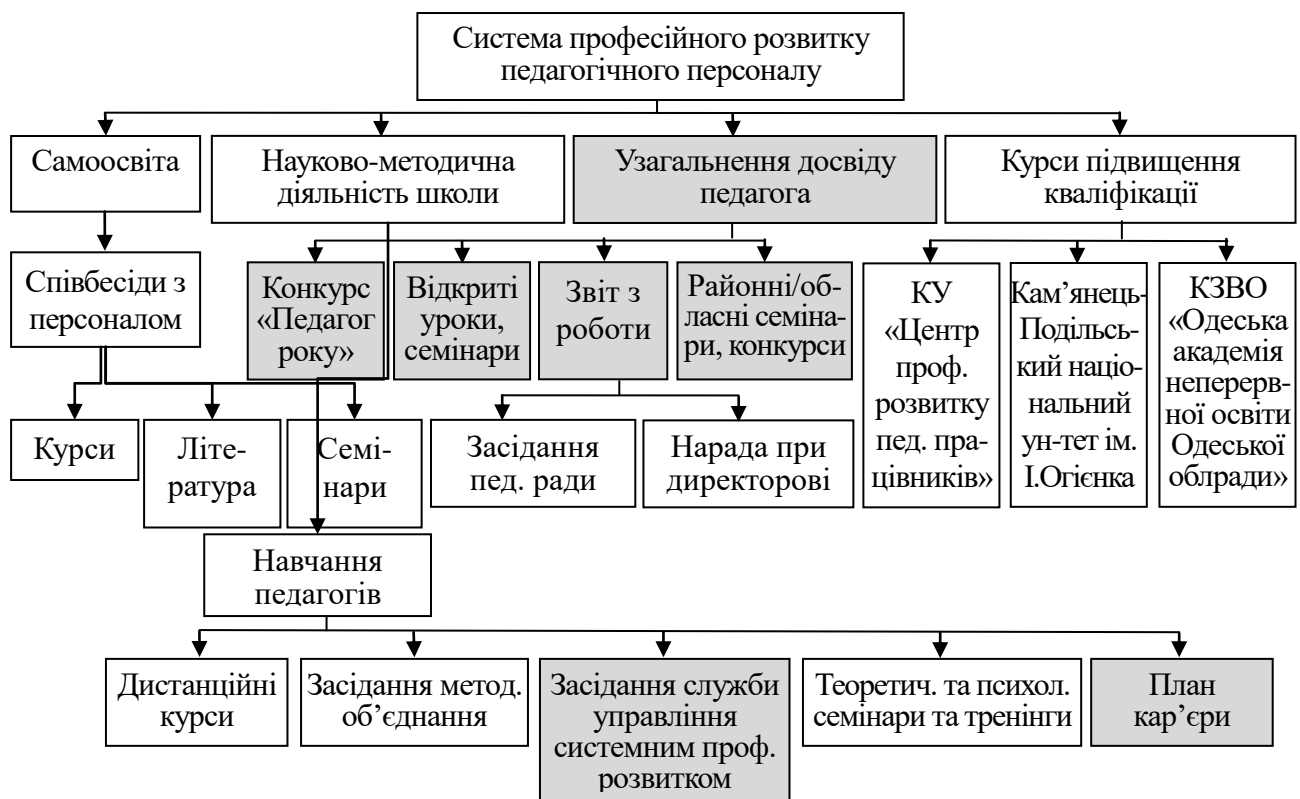 Система професійного розвитку
педагогічного персоналу
Самоосвіта
Науково-методична
діяльність школи
Узагальнення досвіду
педагога
Курси підвищення
кваліфікації
Співбесіди з
персоналом
Конкурс
«Педагог
року»
Відкриті
уроки,
семінари
Звіт з
роботи
Районні/об-
ласні семіна-
ри, конкурси
КУ
«Центр
проф.
розвитку
пед. пра-
цівників»
Кам’янець-
Подільсь-
кий націо-
нальний
ун-тет ім.
І.Огієнка
КЗВО
«Одеська
академія
неперерв-
ної освіти
Одеської
облради»
Курси
Літе-
ратура
Семі-
нари
Засідання
пед. ради
Нарада при
директорові
Навчання
педагогів
Дистанційні
курси
Засідання метод.
об’єднання
Засідання служби
управління
системним проф.
розвитком
Теоретич. та психол.
семінари та тренінги
План
кар’єри